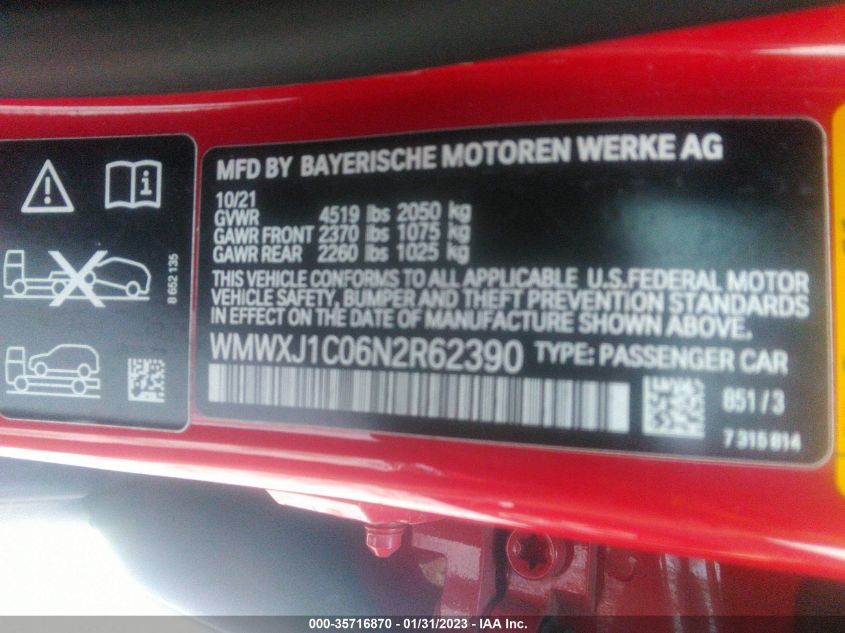 MFD BY BAYERISCHE MOTOREN WERKE AG
10/21
GVWR 4519 lbs 2050 kg
GAWR FRONT 2370 lbs 1075 kg
GAWR REAR 2260 lbs 1025 kg
THIS VEHICLE CONFORMS TO ALL APPLICABLE U.S.FEDERAL MOTOR
VEHICLE SAFETY, BUMPER AND THEFT PREVENTION STANDARDS
IN EFFECT ON THE DATE OF MANUFACTURE SHOWN ABOVE.
WMWXJ1C06N2R62390 TYPE: PASSENGER CAR
851/3
7 315 814
8 652 135
000-35716870 - 01/31/2023 - IAA Inc.